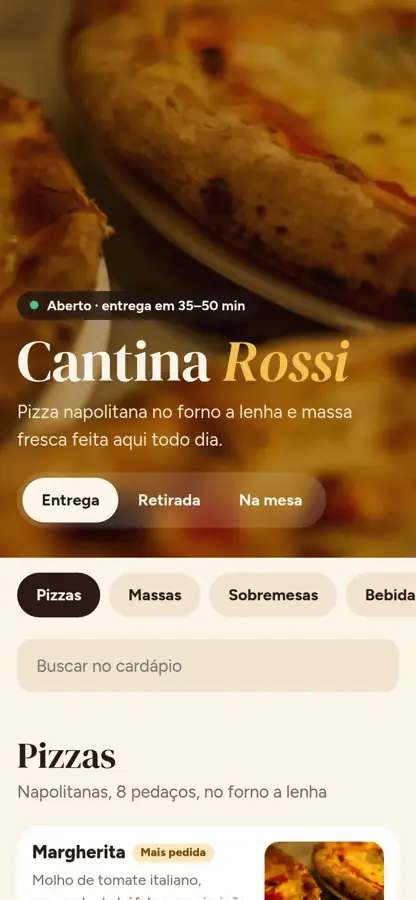 Aberto · entrega em 35–50 min
Cantina Rossi
Pizza napolitana no forno a lenha e massa
fresca feita aqui todo dia.
Entrega Retirada Na mesa
Pizzas Massas Sobremesas Bebida
Buscar no cardápio
Pizzas
Napolitanas, 8 pedaços, no forno a lenha
Margherita Mais pedida
Molho de tomate italiano,